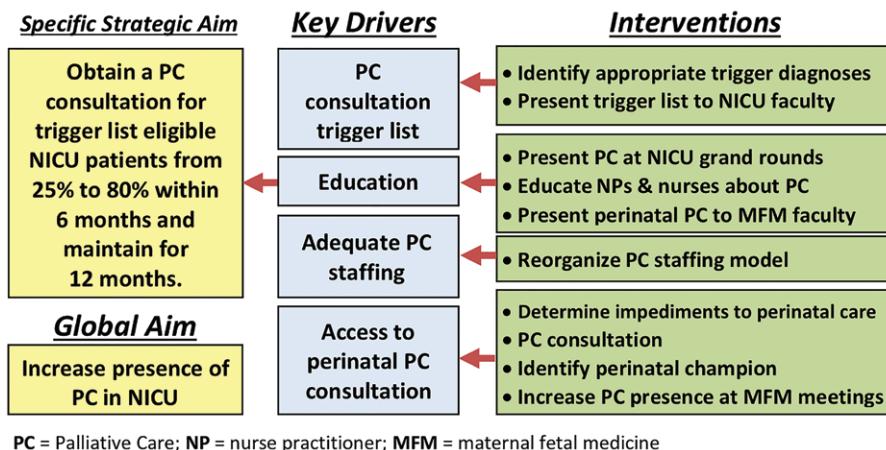 Specific Strategic Aim
Obtain a PC
consultation for
trigger list eligible
NICU patients from
25% to 80% within
6 months and
maintain for
12 months.
Global Aim
Increase presence of
PC in NICU
Key Drivers
PC
consultation
trigger list
Education
Adequate PC
staffing
Access to
perinatal PC
consultation
Interventions
• Identify appropriate trigger diagnoses
• Present trigger list to NICU faculty
• Present PC at NICU grand rounds
• Educate NPs & nurses about PC
• Present perinatal PC to MFM faculty
• Reorganize PC staffing model
• Determine impediments to perinatal care
• PC consultation
• Identify perinatal champion
• Increase PC presence at MFM meetings
PC = Palliative Care; NP = nurse practitioner; MFM = maternal fetal medicine